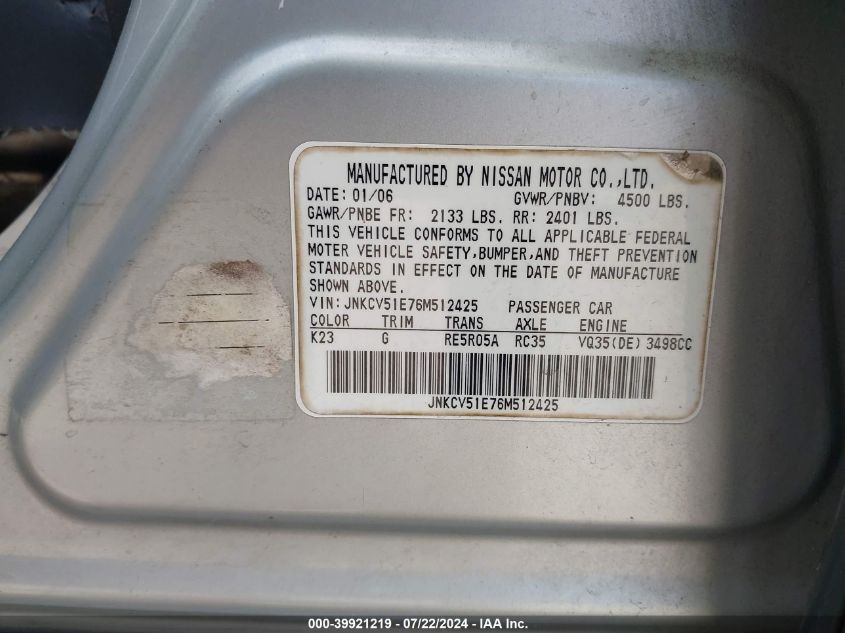 MANUFACTURED BY NISSAN MOTOR CO.,LTD.
DATE: 01/06 GVWR/PNBV: 4500 LBS.
GAWR/PNBE FR: 2133 LBS. RR: 2401 LBS.
THIS VEHICLE CONFORMS TO ALL APPLICABLE FEDERAL
MOTOR VEHICLE SAFETY,BUMPER,AND THEFT PREVENTION
STANDARDS IN EFFECT ON THE DATE OF MANUFACTURE
SHOWN ABOVE.
VIN:JNKCV51E76M512425 PASSENGER CAR
COLOR TRIM TRANS AXLE ENGINE
K23 G RE5R05A RC35 VQ35(DE) 3498CC
JNKCV51E76M512425
000-39921219 - 07/22/2024 - IAA Inc.